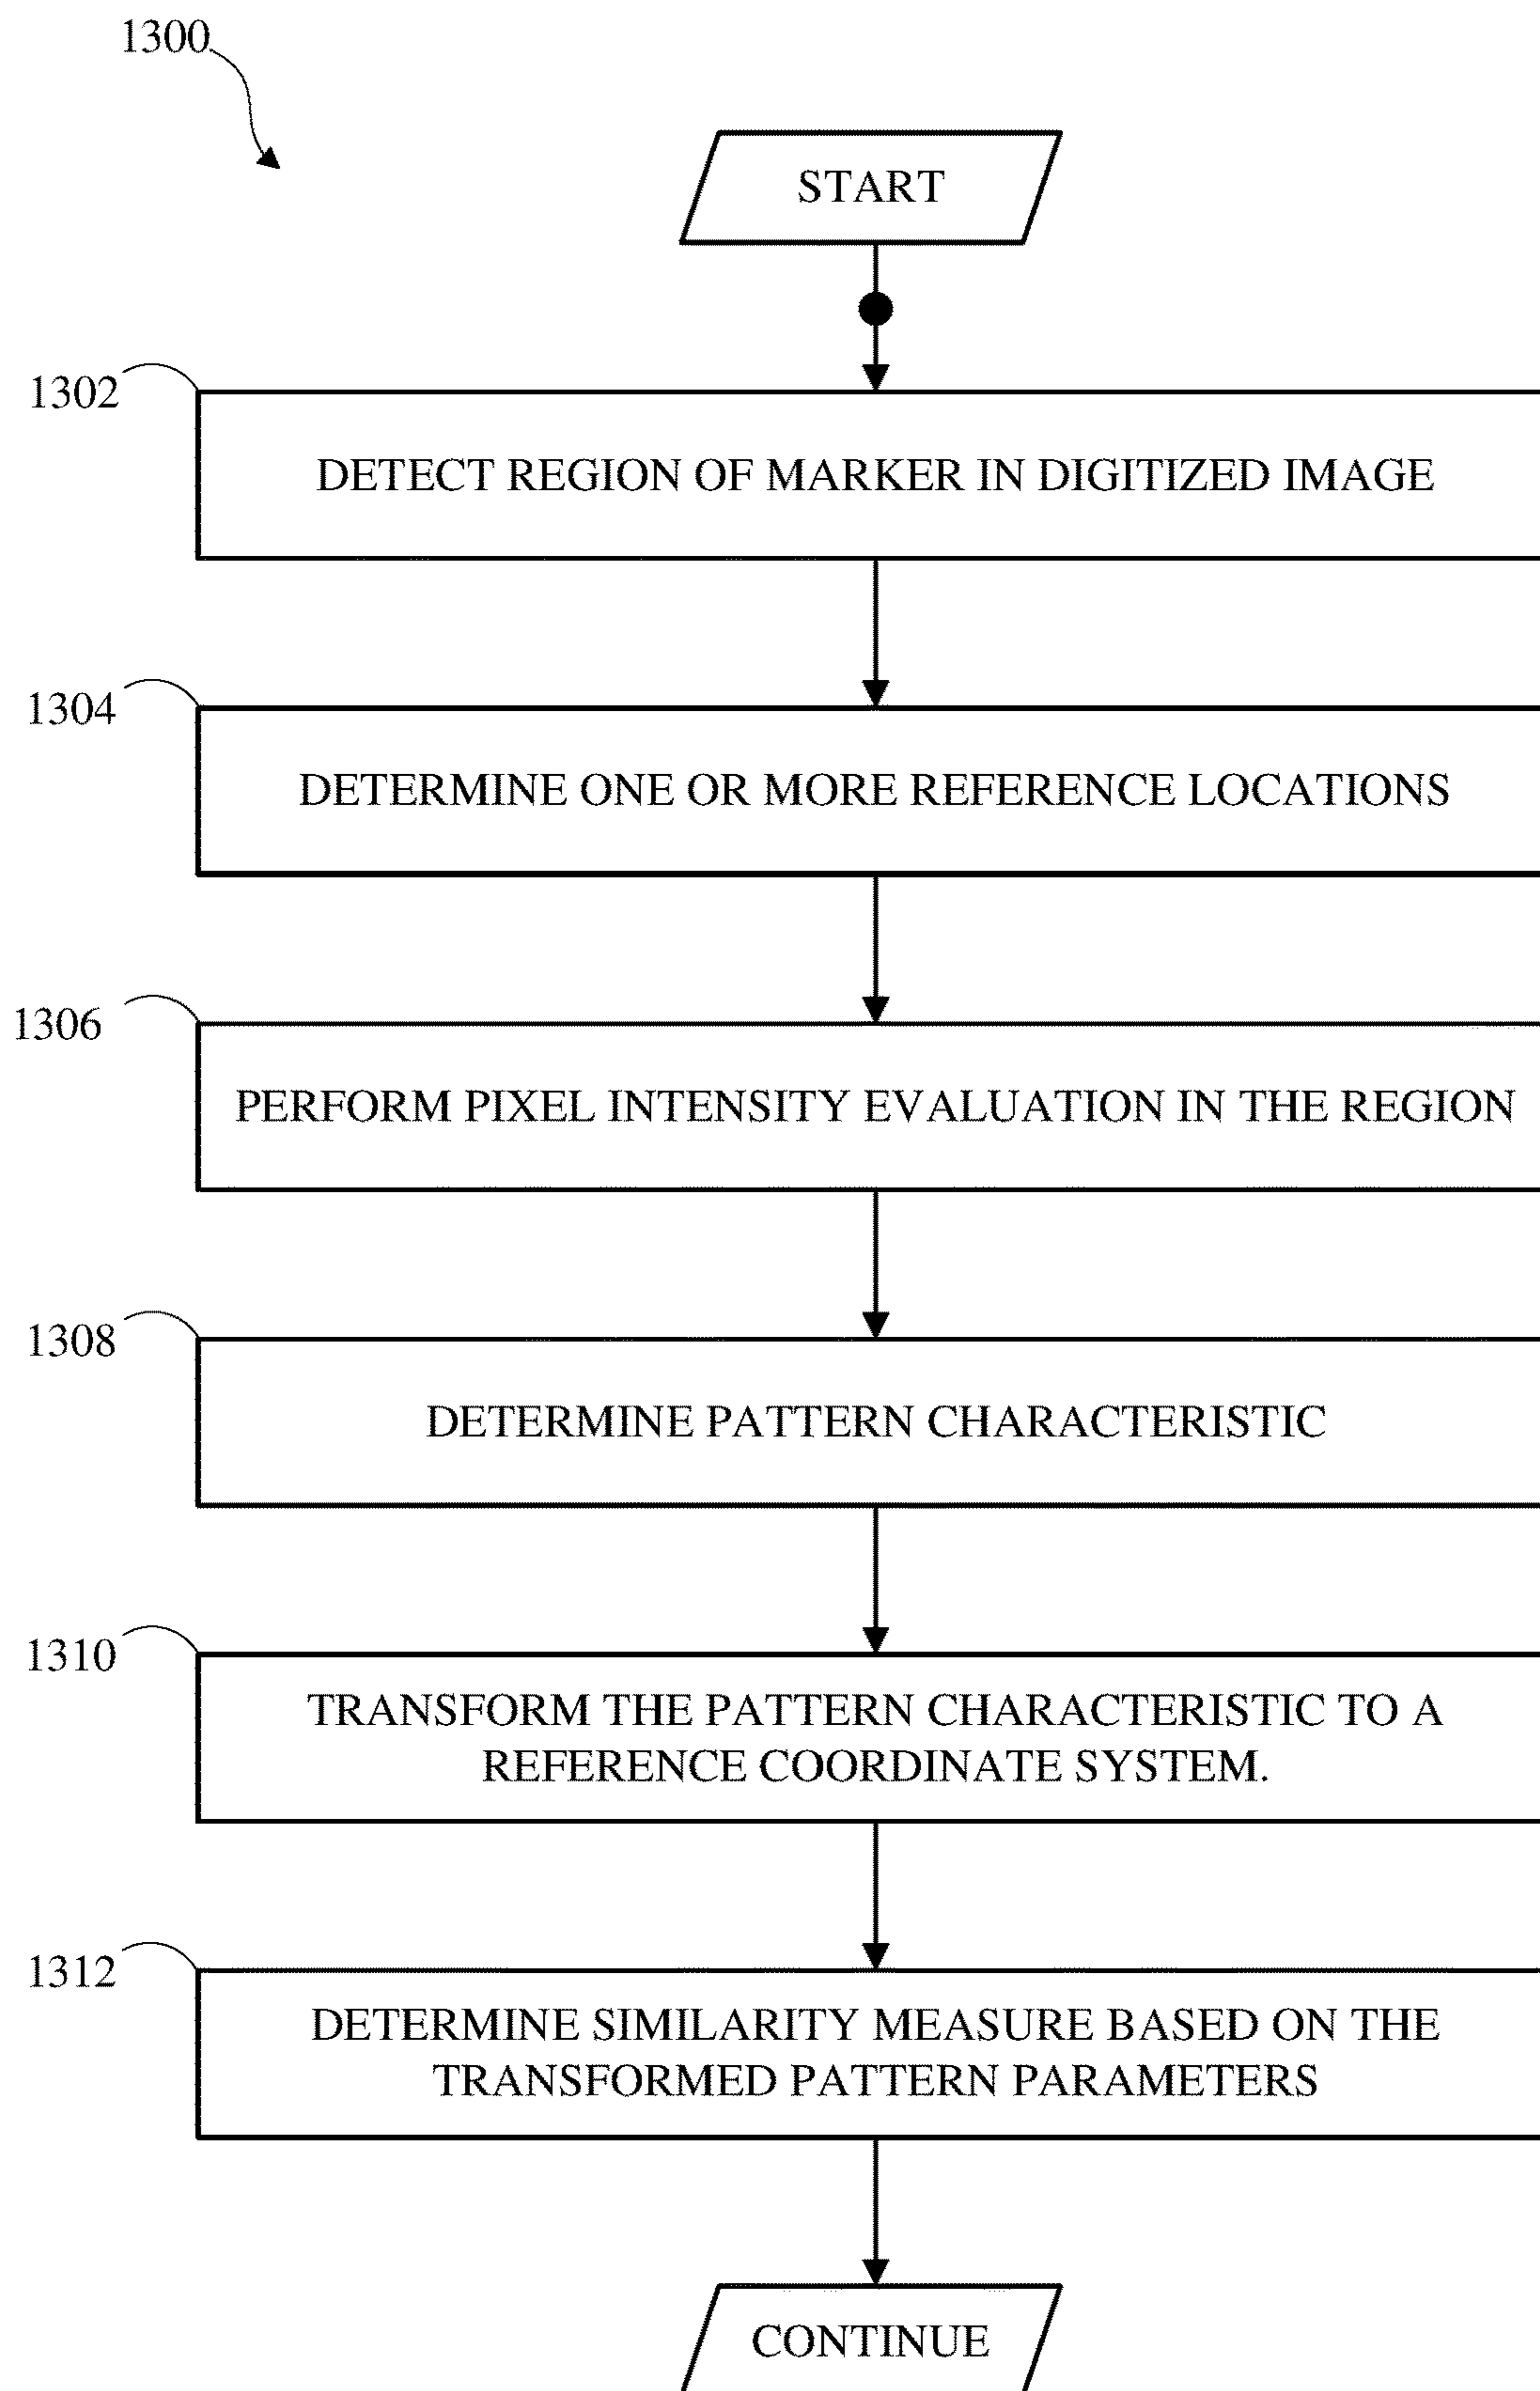 1300
START
1302
DETECT REGION OF MARKER IN DIGITIZED IMAGE
1304
DETERMINE ONE OR MORE REFERENCE LOCATIONS
1306
PERFORM PIXEL INTENSITY EVALUATION IN THE REGION
1308
DETERMINE PATTERN CHARACTERISTIC
1310
TRANSFORM THE PATTERN CHARACTERISTIC TO A
REFERENCE COORDINATE SYSTEM.
1312
DETERMINE SIMILARITY MEASURE BASED ON THE
TRANSFORMED PATTERN PARAMETERS
CONTINUE